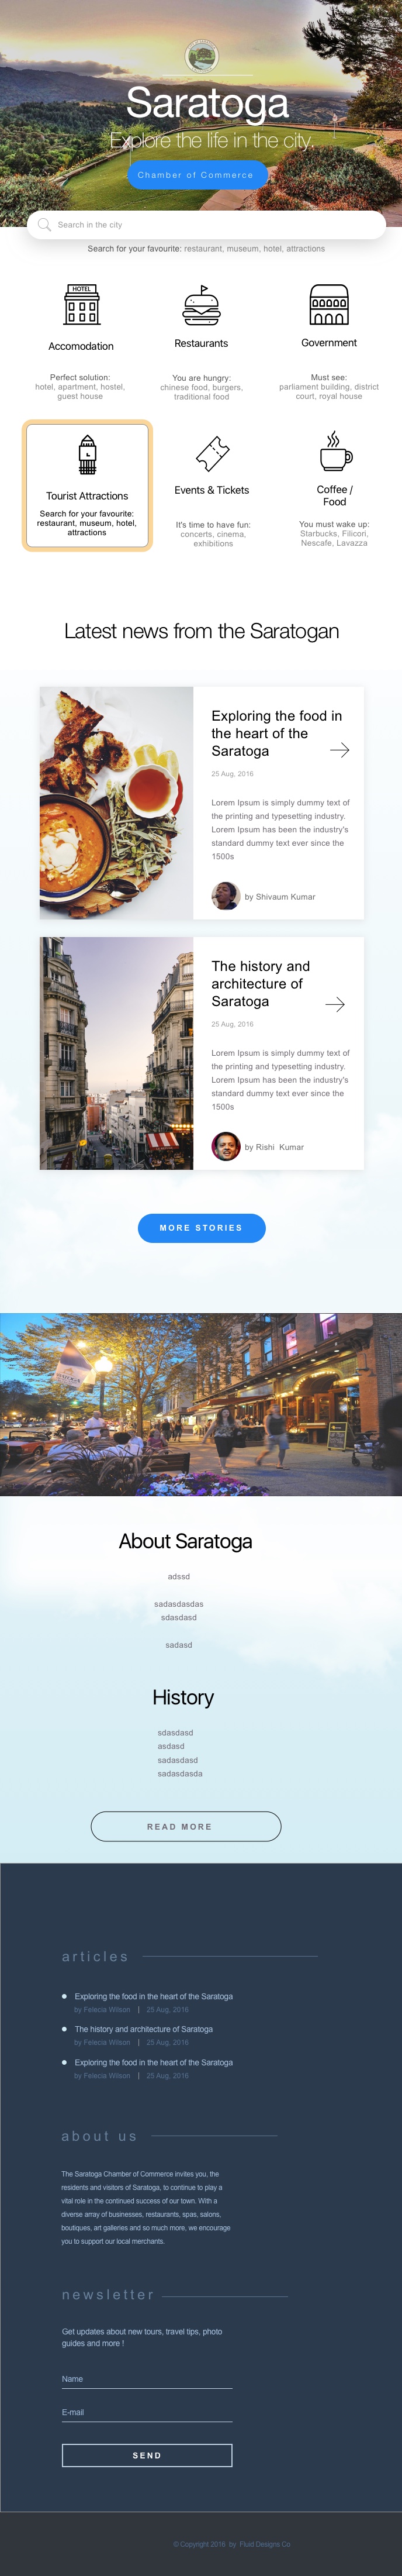 Saratoga
Explore the life in the city.
Chamber of Commerce
Search in the city
Search for your favourite: restaurant, museum, hotel, attractions
HOTEL
Accomodation
Perfect solution:
hotel, apartment, hostel,
guest house
Restaurants
You are hungry:
chinese food, burgers,
traditional food
Government
Must see:
parliament building, district
court, royal house
Tourist Attractions
Search for your favourite:
restaurant, museum, hotel,
attractions
Events & Tickets
It's time to have fun:
concerts, cinema,
exhibitions
Coffee /
Food
You must wake up:
Starbucks, Filicori,
Nescafe, Lavazza
Latest news from the Saratogan
Exploring the food in
the heart of the
Saratoga
25 Aug, 2016
Lorem Ipsum is simply dummy text of
the printing and typesetting industry.
Lorem Ipsum has been the industry's
standard dummy text ever since the
1500s
by Shivaum Kumar
The history and
architecture of
Saratoga
25 Aug, 2016
Lorem Ipsum is simply dummy text of
the printing and typesetting industry.
Lorem Ipsum has been the industry's
standard dummy text ever since the
1500s
by Rishi Kumar
MORE STORIES
About Saratoga
adssd
sadasdasdas
sdasdasd
sadasd
History
sdasdasd
asdasd
sadasdasd
sadasdasda
READ MORE
articles
Exploring the food in the heart of the Saratoga
by Felecia Wilson | 25 Aug, 2016
The history and architecture of Saratoga
by Felecia Wilson | 25 Aug, 2016
Exploring the food in the heart of the Saratoga
by Felecia Wilson | 25 Aug, 2016
about us
The Saratoga Chamber of Commerce invites you, the
residents and visitors of Saratoga, to continue to play a
vital role in the continued success of our town. With a
diverse array of businesses, restaurants, spas, salons,
boutiques, art galleries and so much more, we encourage
you to support our local merchants.
newsletter
Get updates about new tours, travel tips, photo
guides and more !
Name
E-mail
SEND
© Copyright 2016 by Fluid Designs Co